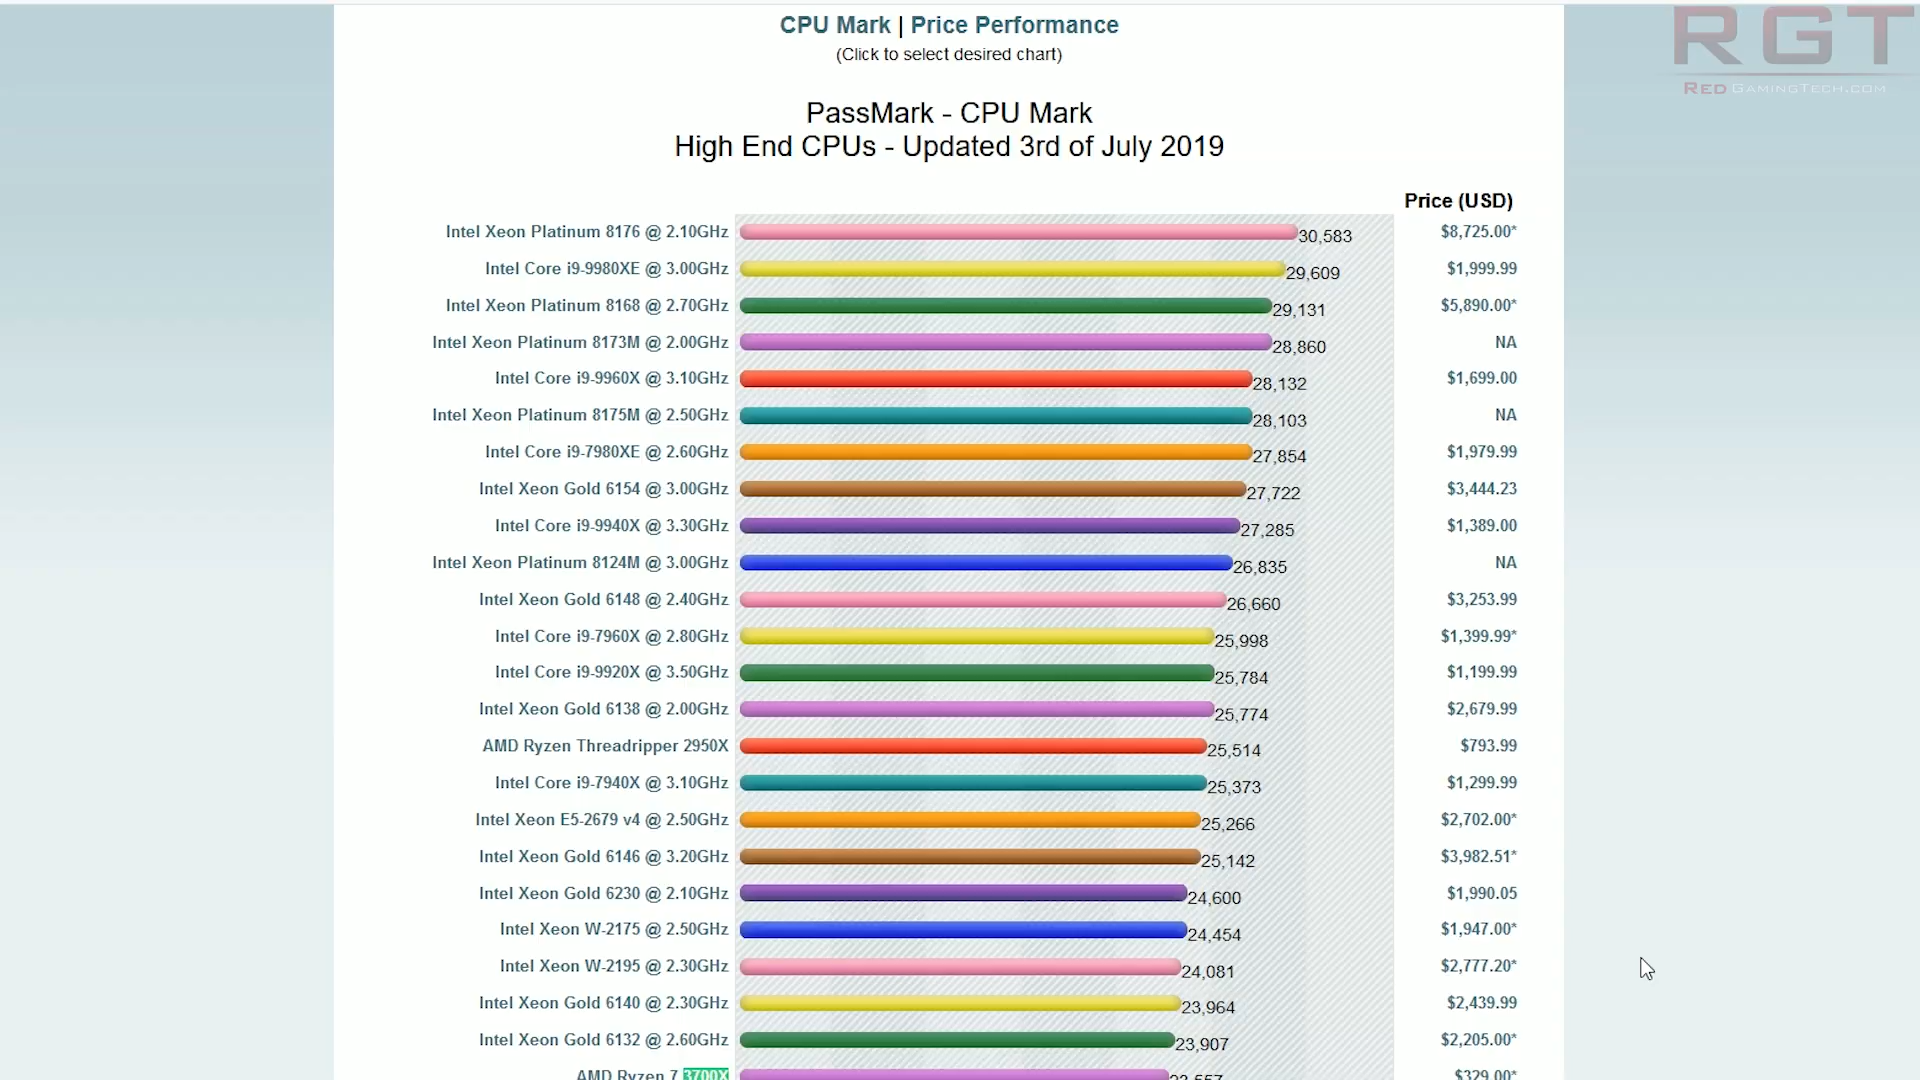 CPU Mark | Price Performance
(Click to select desired chart)
RGT
REDGAMINGTECH.COM
PassMark - CPU Mark
High End CPUs - Updated 3rd of July 2019
Price (USD)
Intel Xeon Platinum 8176 @ 2.10GHz 30,583 $8,725.00*
Intel Core i9-9980XE @ 3.00GHz 29,609 $1,999.99
Intel Xeon Platinum 8168 @ 2.70GHz 29,131 $5,890.00*
Intel Xeon Platinum 8173M @ 2.00GHz 28,860 NA
Intel Core i9-9960X @ 3.10GHz 28,132 $1,699.00
Intel Xeon Platinum 8175M @ 2.50GHz 28,103 NA
Intel Core i9-7980XE @ 2.60GHz 27,854 $1,979.99
Intel Xeon Gold 6154 @ 3.00GHz 27,722 $3,444.23
Intel Core i9-9940X @ 3.30GHz 27,285 $1,389.00
Intel Xeon Platinum 8124M @ 3.00GHz 26,835 NA
Intel Xeon Gold 6148 @ 2.40GHz 26,660 $3,253.99
Intel Core i9-7960X @ 2.80GHz 25,998 $1,399.99*
Intel Core i9-9920X @ 3.50GHz 25,784 $1,199.99
Intel Xeon Gold 6138 @ 2.00GHz 25,774 $2,679.99
AMD Ryzen Threadripper 2950X 25,514 $793.99
Intel Core i9-7940X @ 3.10GHz 25,373 $1,299.99
Intel Xeon E5-2679 v4 @ 2.50GHz 25,266 $2,702.00*
Intel Xeon Gold 6146 @ 3.20GHz 25,142 $3,982.51*
Intel Xeon Gold 6230 @ 2.10GHz 24,600 $1,990.05
Intel Xeon W-2175 @ 2.50GHz 24,454 $1,947.00*
Intel Xeon W-2195 @ 2.30GHz 24,081 $2,777.20*
Intel Xeon Gold 6140 @ 2.30GHz 23,964 $2,439.99
Intel Xeon Gold 6132 @ 2.60GHz 23,907 $2,205.00*
AMD Ryzen 7 3700X $329.00*